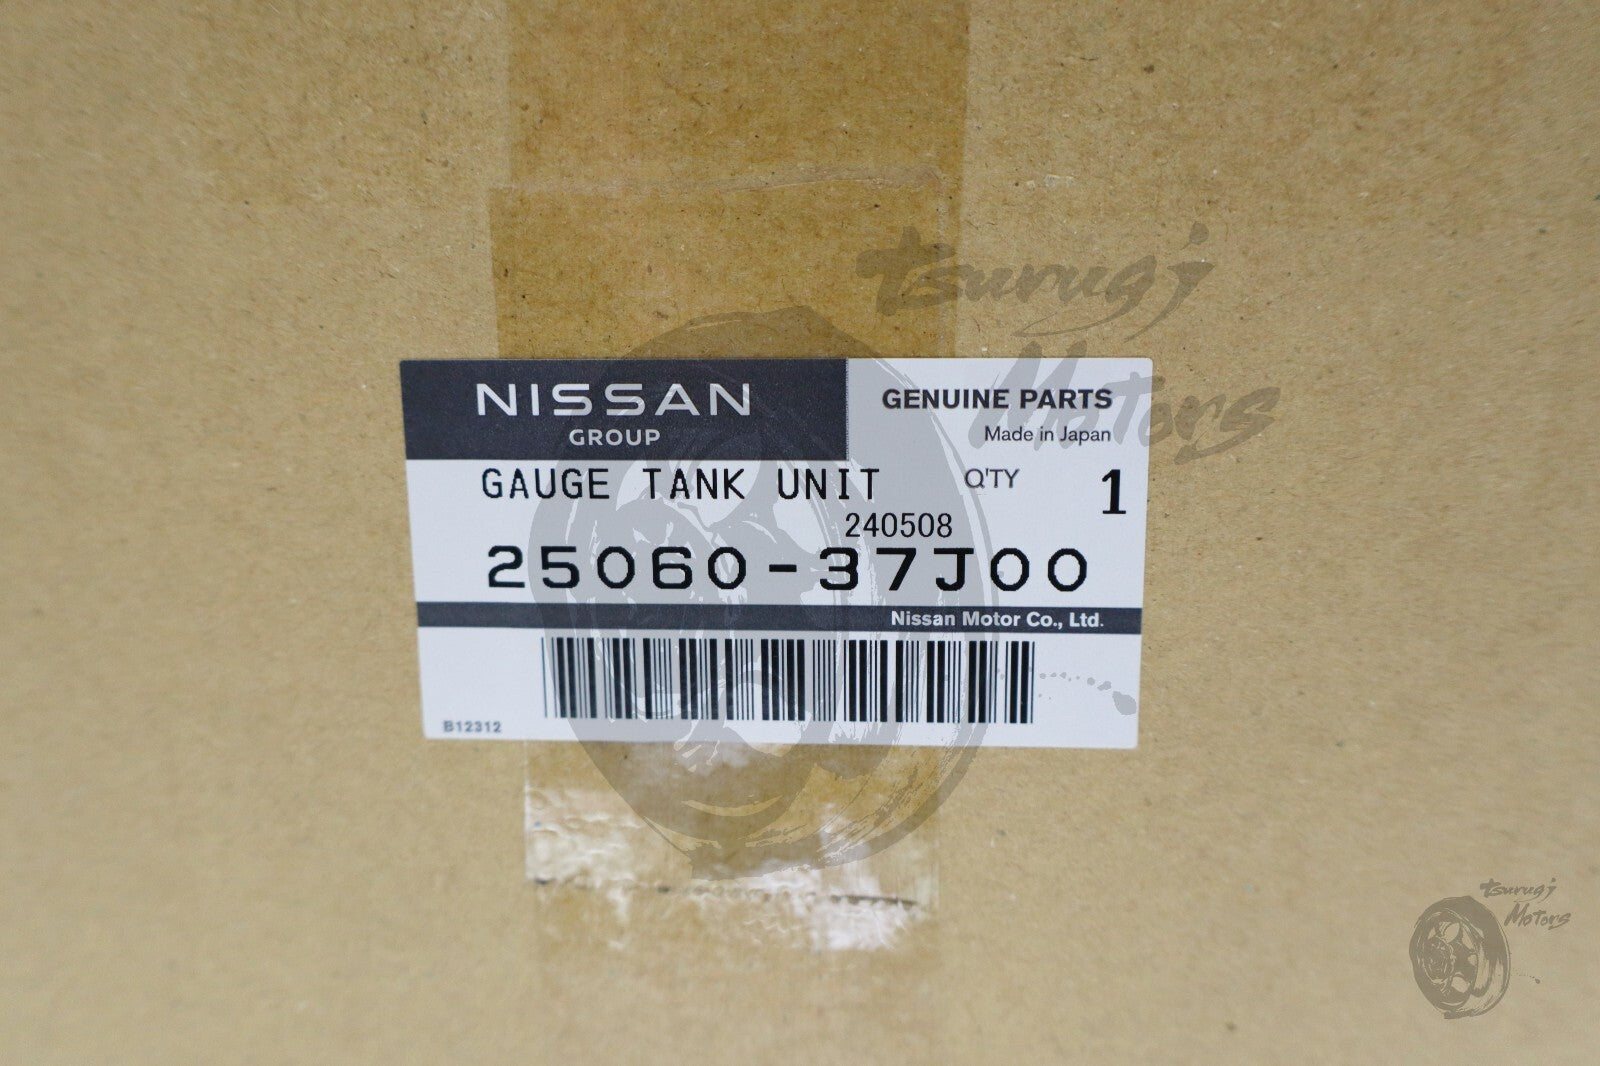 tsurugi
Motors
NISSAN
GROUP
GENUINE PARTS
Made in Japan
GAUGE TANK UNIT
Q'TY 1
240508
25060-37J00
Nissan Motor Co., Ltd.
B12312
tsurugi
Motors